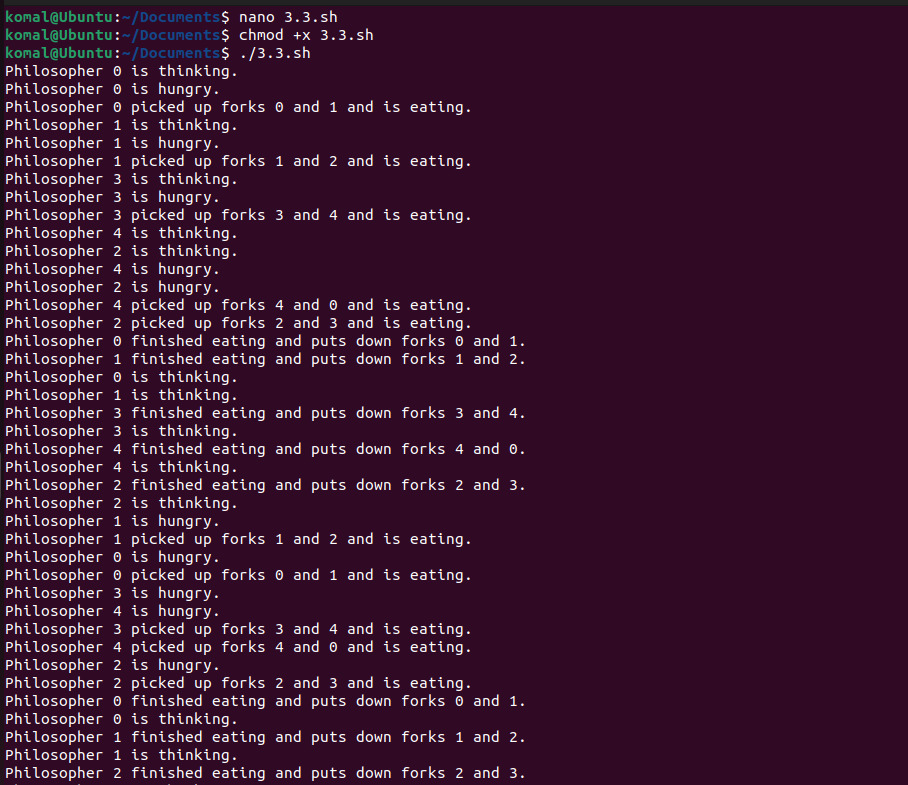 komal@Ubuntu:~/Documents$ nano 3.3.sh
komal@Ubuntu:~/Documents$ chmod +x 3.3.sh
komal@Ubuntu:~/Documents$ ./3.3.sh
Philosopher 0 is thinking.
Philosopher 0 is hungry.
Philosopher 0 picked up forks 0 and 1 and is eating.
Philosopher 1 is thinking.
Philosopher 1 is hungry.
Philosopher 1 picked up forks 1 and 2 and is eating.
Philosopher 3 is thinking.
Philosopher 3 is hungry.
Philosopher 3 picked up forks 3 and 4 and is eating.
Philosopher 4 is thinking.
Philosopher 2 is thinking.
Philosopher 4 is hungry.
Philosopher 2 is hungry.
Philosopher 4 picked up forks 4 and 0 and is eating.
Philosopher 2 picked up forks 2 and 3 and is eating.
Philosopher 0 finished eating and puts down forks 0 and 1.
Philosopher 1 finished eating and puts down forks 1 and 2.
Philosopher 0 is thinking.
Philosopher 1 is thinking.
Philosopher 3 finished eating and puts down forks 3 and 4.
Philosopher 3 is thinking.
Philosopher 4 finished eating and puts down forks 4 and 0.
Philosopher 4 is thinking.
Philosopher 2 finished eating and puts down forks 2 and 3.
Philosopher 2 is thinking.
Philosopher 1 is hungry.
Philosopher 1 picked up forks 1 and 2 and is eating.
Philosopher 0 is hungry.
Philosopher 0 picked up forks 0 and 1 and is eating.
Philosopher 3 is hungry.
Philosopher 4 is hungry.
Philosopher 3 picked up forks 3 and 4 and is eating.
Philosopher 4 picked up forks 4 and 0 and is eating.
Philosopher 2 is hungry.
Philosopher 2 picked up forks 2 and 3 and is eating.
Philosopher 0 finished eating and puts down forks 0 and 1.
Philosopher 0 is thinking.
Philosopher 1 finished eating and puts down forks 1 and 2.
Philosopher 1 is thinking.
Philosopher 2 finished eating and puts down forks 2 and 3.